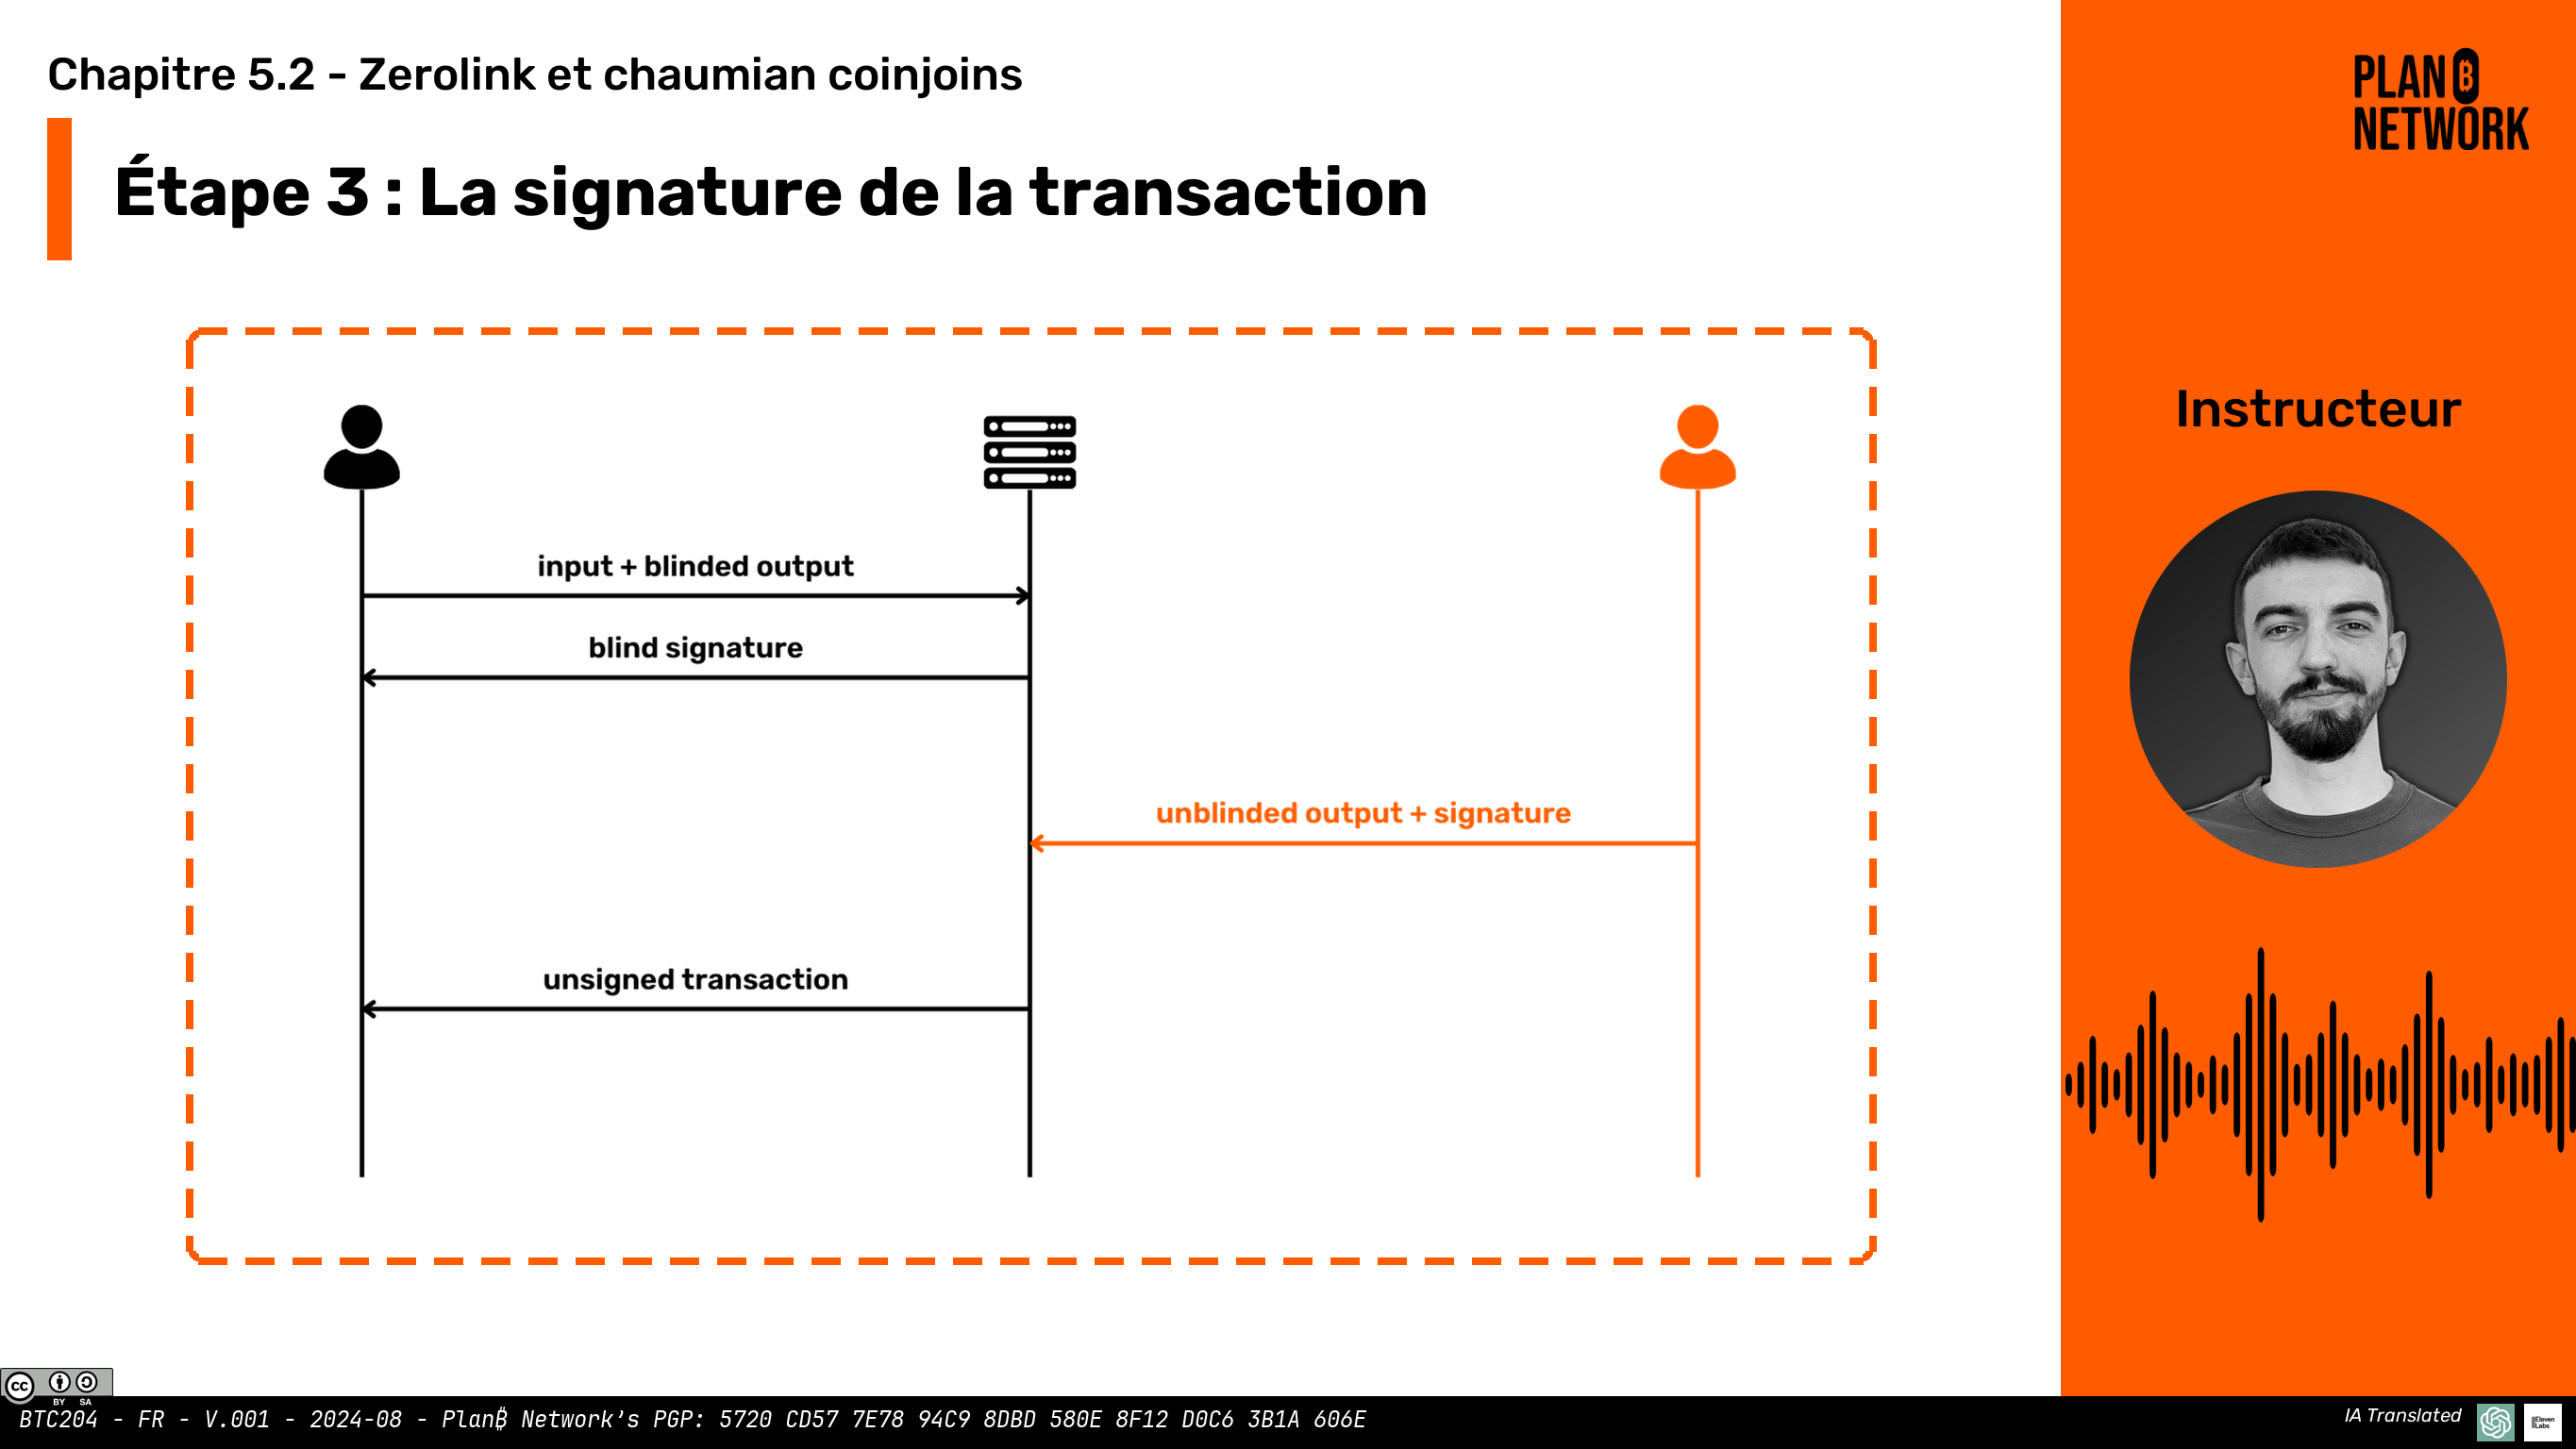 Chapitre 5.2 - Zerolink et chaumian coinjoins
Étape 3 : La signature de la transaction
input + blinded output
blind signature
unblinded output + signature
unsigned transaction
PLAN ₿
NETWORK
Instructeur
cc
BY SA
BTC204 - FR - V.001 - 2024-08 - Plan₿ Network's PGP: 5720 CD57 7E78 94C9 8DBD 580E 8F12 D0C6 3B1A 606E
IA Translated
ElevenLabs